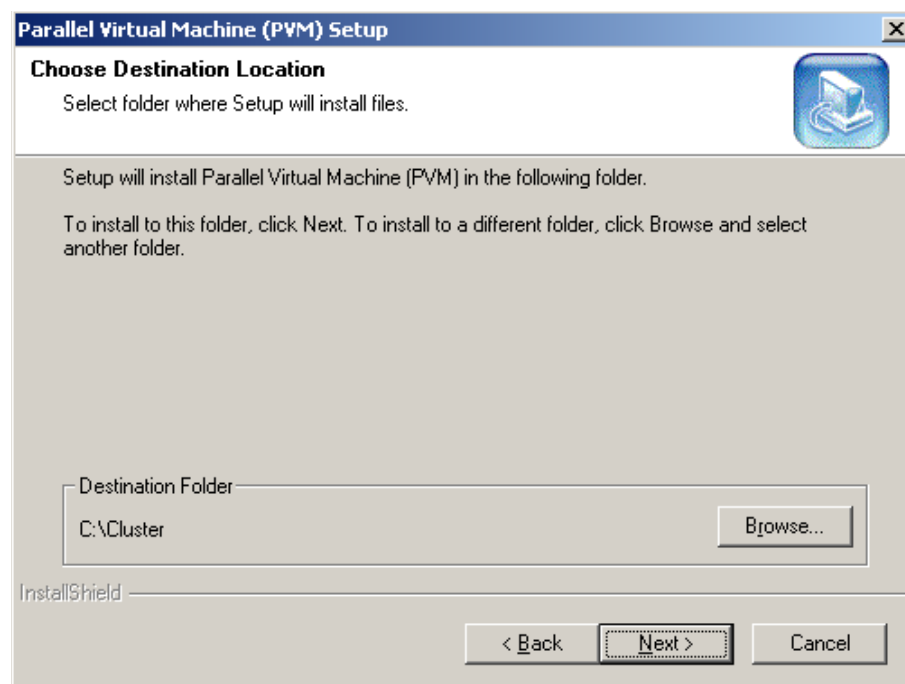 Parallel Virtual Machine (PVM) Setup
Choose Destination Location
Select folder where Setup will install files.
Setup will install Parallel Virtual Machine (PVM) in the following folder.
To install to this folder, click Next. To install to a different folder, click Browse and select
another folder.
Destination Folder
C:\Cluster
Browse...
InstallShield
< Back
Next >
Cancel